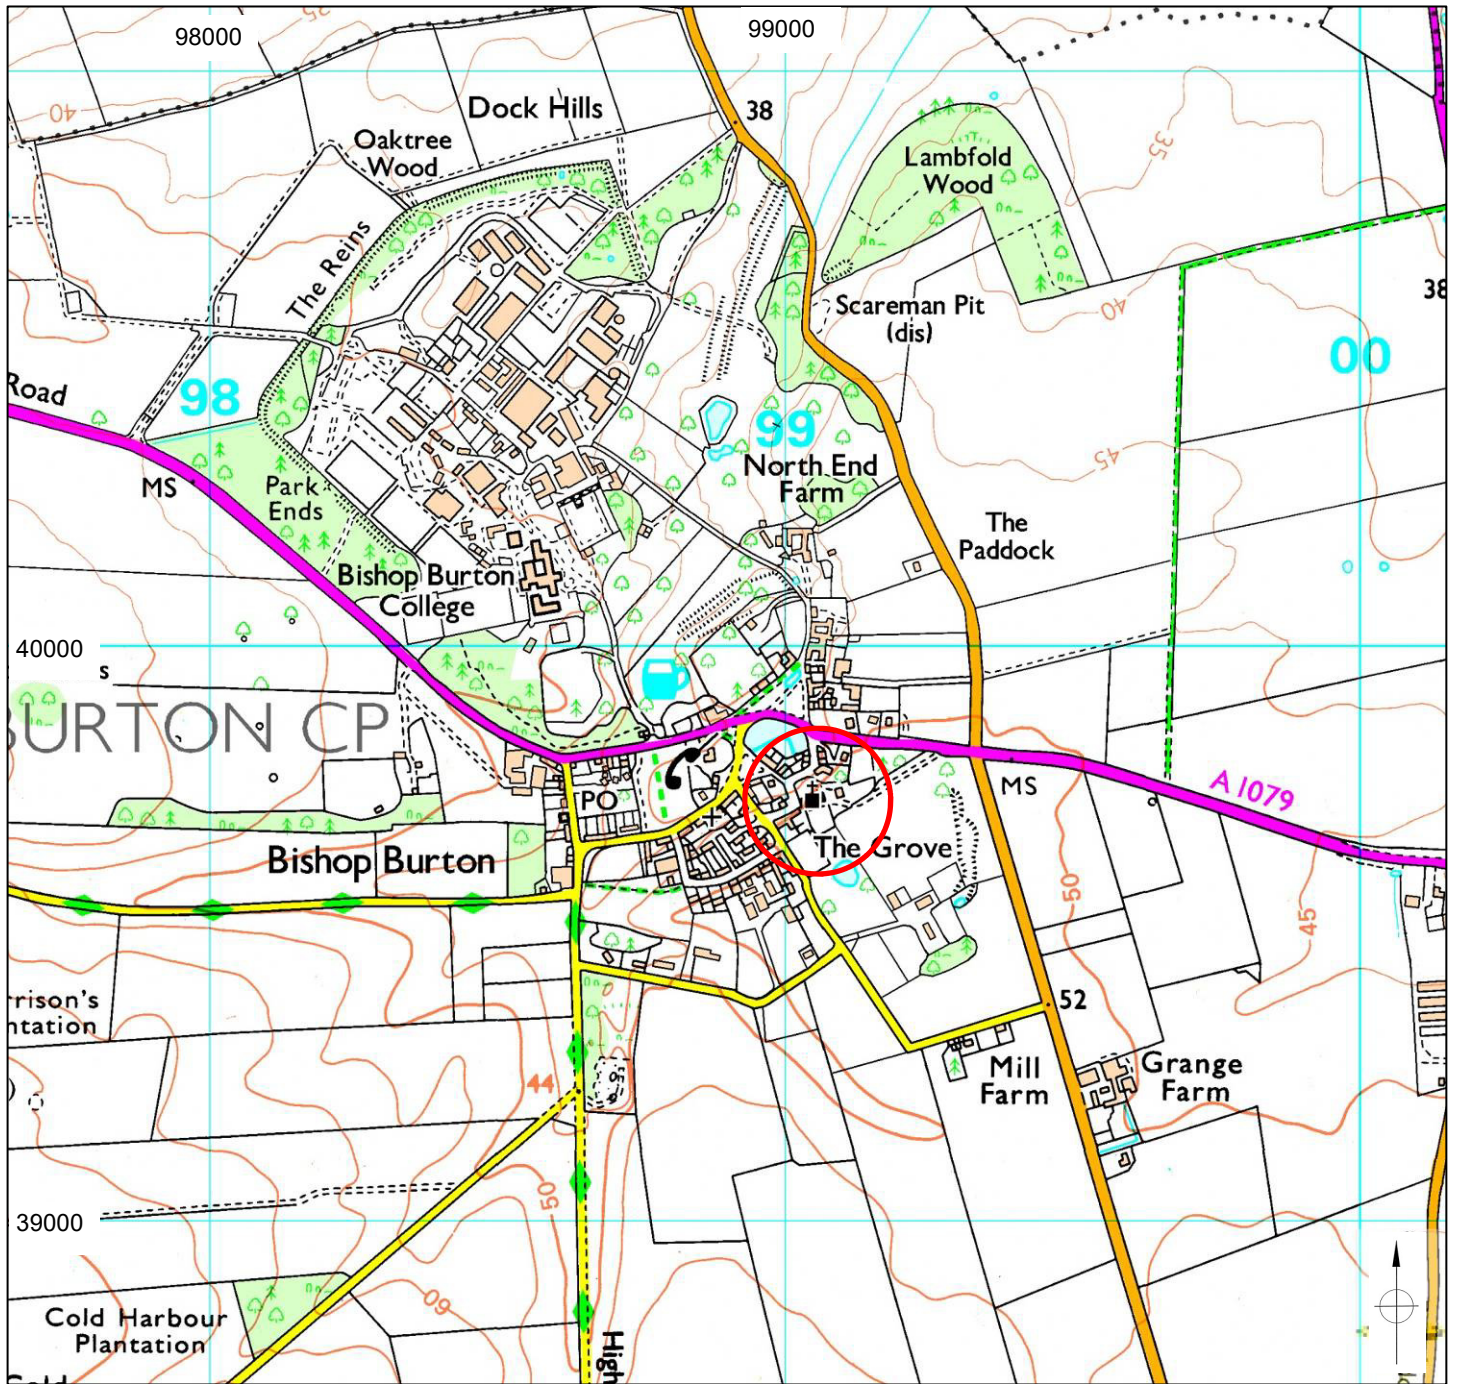 98000
99000
35
40
Dock Hills
38
Oaktree
Wood
Lambfold
Wood
35
The Reins
Scareman Pit
(dis)
40
38
00
Road
98
99
45
North End
Farm
MS
Park
Ends
The
Paddock
Bishop Burton
College
40000
s
BURTON CP
PO
MS
A 1079
The Grove
Bishop Burton
50
45
rrison's
ntation
52
44
Mill
Farm
Grange
Farm
50
39000
60
Cold Harbour
Plantation
High